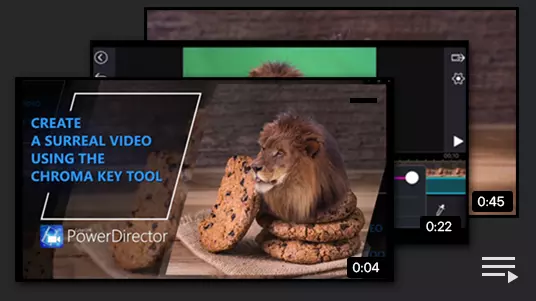 CREATE
A SURREAL VIDEO
USING THE
CHROMA KEY TOOL
PowerDirector
0:04
0:22
0:45